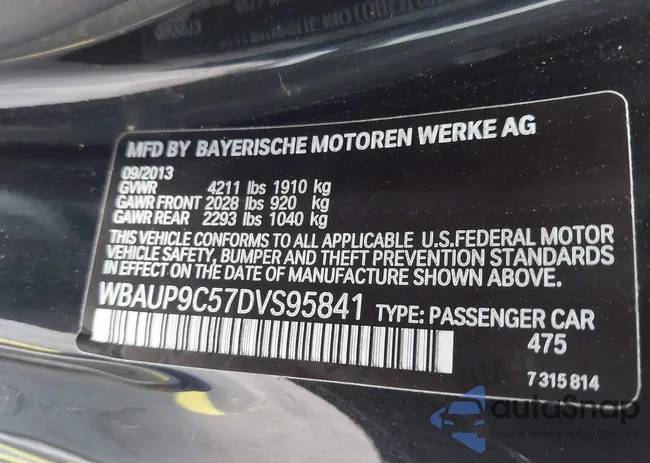 MFD BY BAYERISCHE MOTOREN WERKE AG
09/2013
GVWR 4211 lbs 1910 kg
GAWR FRONT 2028 lbs 920 kg
GAWR REAR 2293 lbs 1040 kg
THIS VEHICLE CONFORMS TO ALL APPLICABLE U.S.FEDERAL MOTOR
VEHICLE SAFETY, BUMPER AND THEFT PREVENTION STANDARDS
IN EFFECT ON THE DATE OF MANUFACTURE SHOWN ABOVE.
WBAUP9C57DVS95841 TYPE: PASSENGER CAR
475
7 315 814
autoSnap